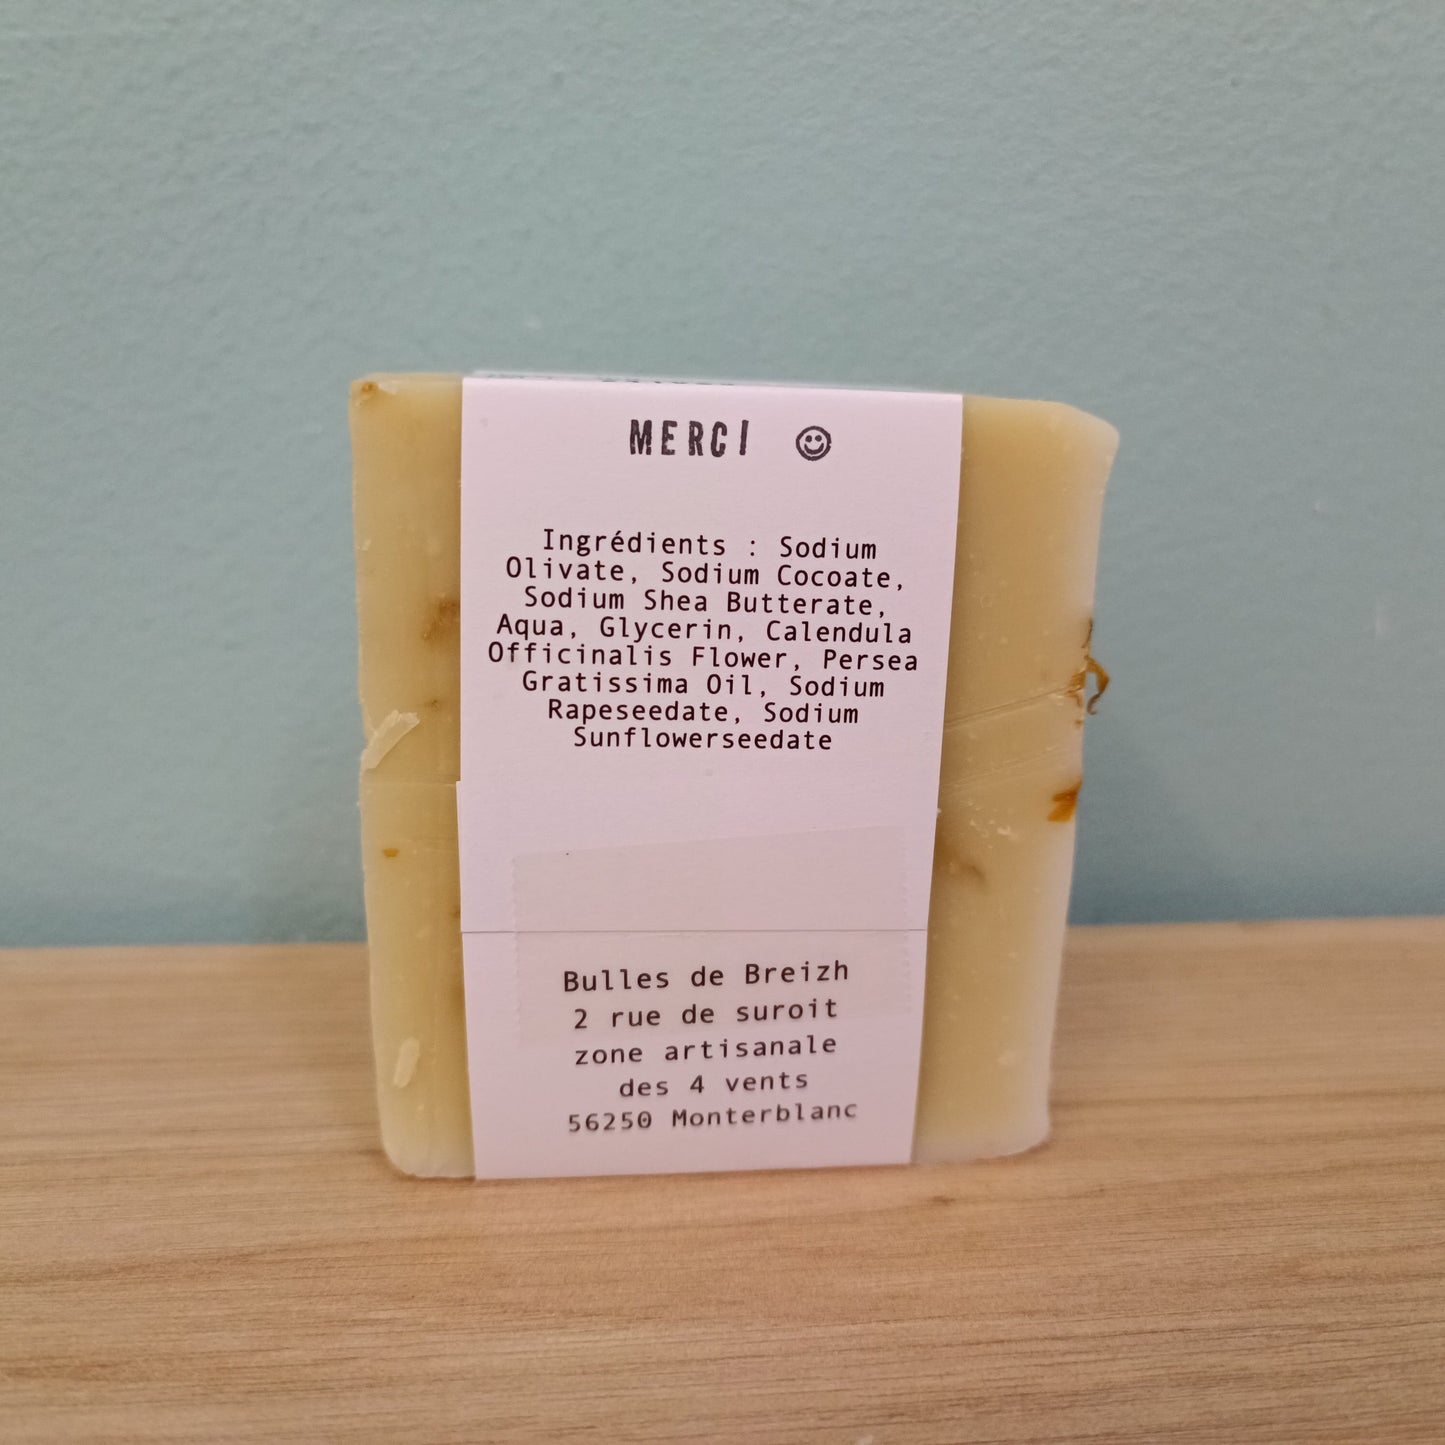 MERCI ☺
Ingrédients : Sodium
Olivate, Sodium Cocoate,
Sodium Shea Butterate,
Aqua, Glycerin, Calendula
Officinalis Flower, Persea
Gratissima Oil, Sodium
Rapeseedate, Sodium
Sunflowerseedate
Bulles de Breizh
2 rue de suroit
zone artisanale
des 4 vents
56250 Monterblanc